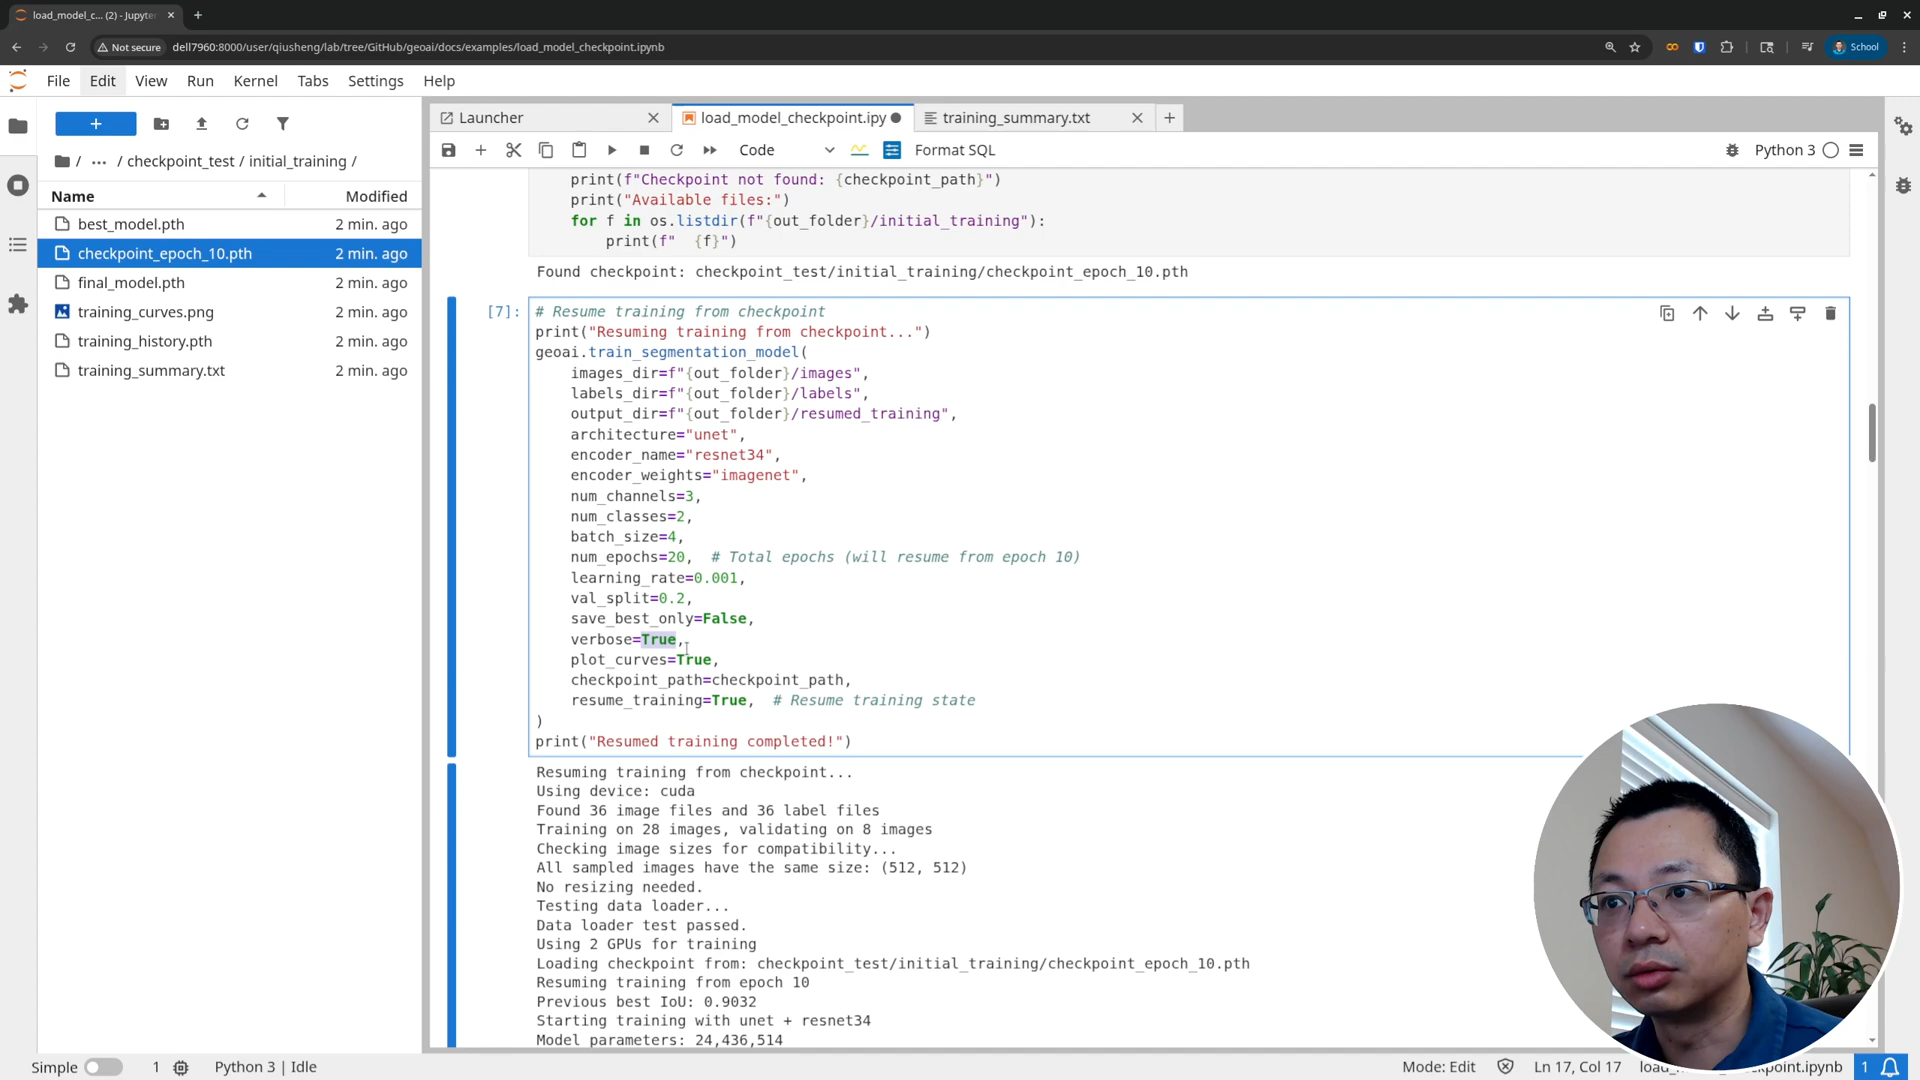 load_model_c... (2) - Jupyte
Not secure
dell7960:8000/user/qiusheng/lab/tree/GitHub/geoai/docs/examples/load_model_checkpoint.ipynb
School
File Edit View Run Kernel Tabs Settings Help
/ ... / checkpoint_test / initial_training /
Name Modified
best_model.pth 2 min. ago
checkpoint_epoch_10.pth 2 min. ago
final_model.pth 2 min. ago
training_curves.png 2 min. ago
training_history.pth 2 min. ago
training_summary.txt 2 min. ago
Launcher
load_model_checkpoint.ipy
training_summary.txt
Code
Format SQL
Python 3
print(f"Checkpoint not found: {checkpoint_path}")
print("Available files:")
for f in os.listdir(f"{out_folder}/initial_training"):
print(f"  {f}")
Found checkpoint: checkpoint_test/initial_training/checkpoint_epoch_10.pth
[7]:
# Resume training from checkpoint
print("Resuming training from checkpoint...")
geoai.train_segmentation_model(
images_dir=f"{out_folder}/images",
labels_dir=f"{out_folder}/labels",
output_dir=f"{out_folder}/resumed_training",
architecture="unet",
encoder_name="resnet34",
encoder_weights="imagenet",
num_channels=3,
num_classes=2,
batch_size=4,
num_epochs=20,  # Total epochs (will resume from epoch 10)
learning_rate=0.001,
val_split=0.2,
save_best_only=False,
verbose=True,
plot_curves=True,
checkpoint_path=checkpoint_path,
resume_training=True,  # Resume training state
)
print("Resumed training completed!")
Resuming training from checkpoint...
Using device: cuda
Found 36 image files and 36 label files
Training on 28 images, validating on 8 images
Checking image sizes for compatibility...
All sampled images have the same size: (512, 512)
No resizing needed.
Testing data loader...
Data loader test passed.
Using 2 GPUs for training
Loading checkpoint from: checkpoint_test/initial_training/checkpoint_epoch_10.pth
Resuming training from epoch 10
Previous best IoU: 0.9032
Starting training with unet + resnet34
Model parameters: 24,436,514
Simple
1
Python 3 | Idle
Mode: Edit
Ln 17, Col 17
1